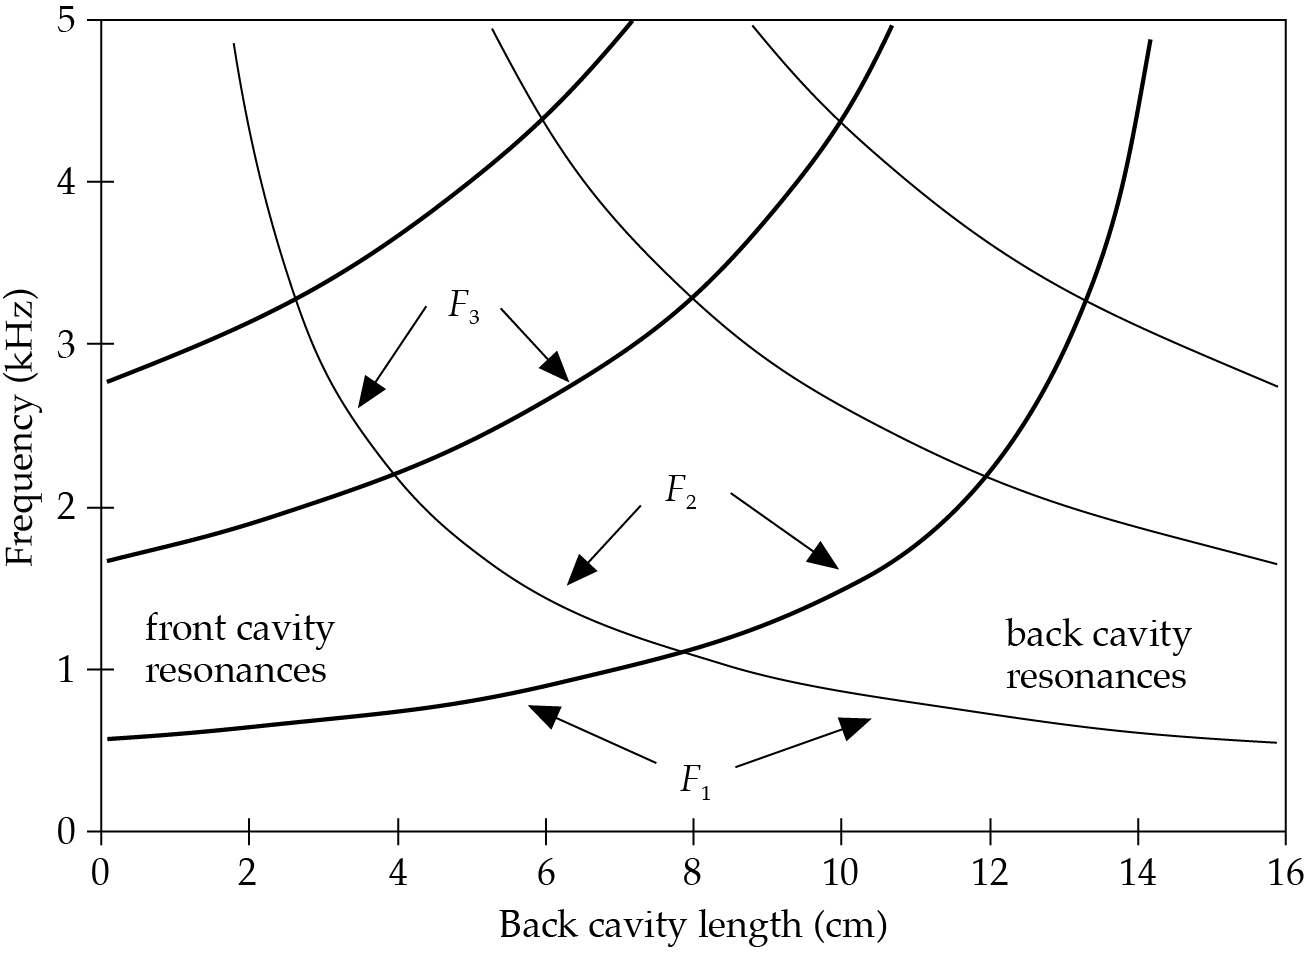 5
4
3
2
1
0
Frequency (kHz)
F3
F2
F1
front cavity
resonances
back cavity
resonances
0 2 4 6 8 10 12 14 16
Back cavity length (cm)